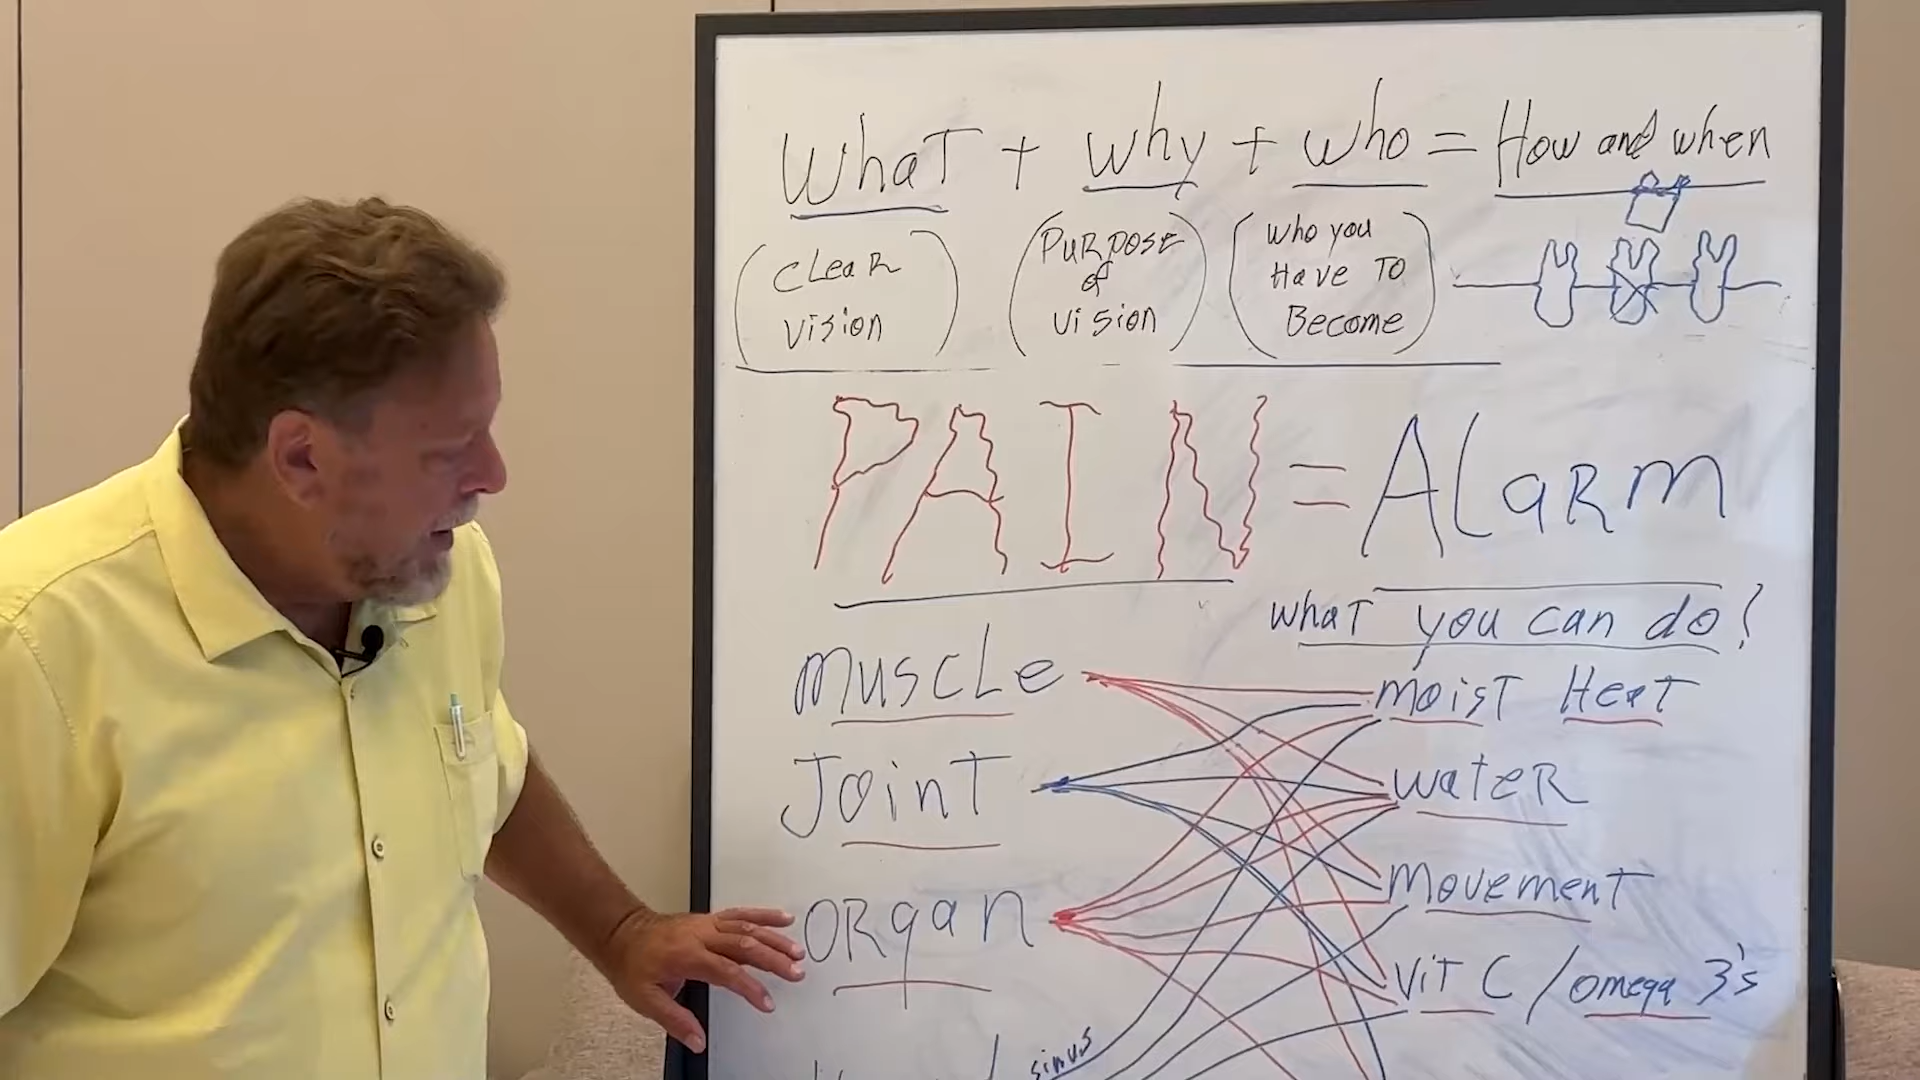 WhaT + why + who = How and when
(CLeaR vision) (PURPOSE of vision) (who you Have TO Become)
PAIN = ALaRm
whaT you can do?
muscLe
moisT HeaT
JoinT
wateR
ORgan
movemenT
viT C / omega 3's
sinus